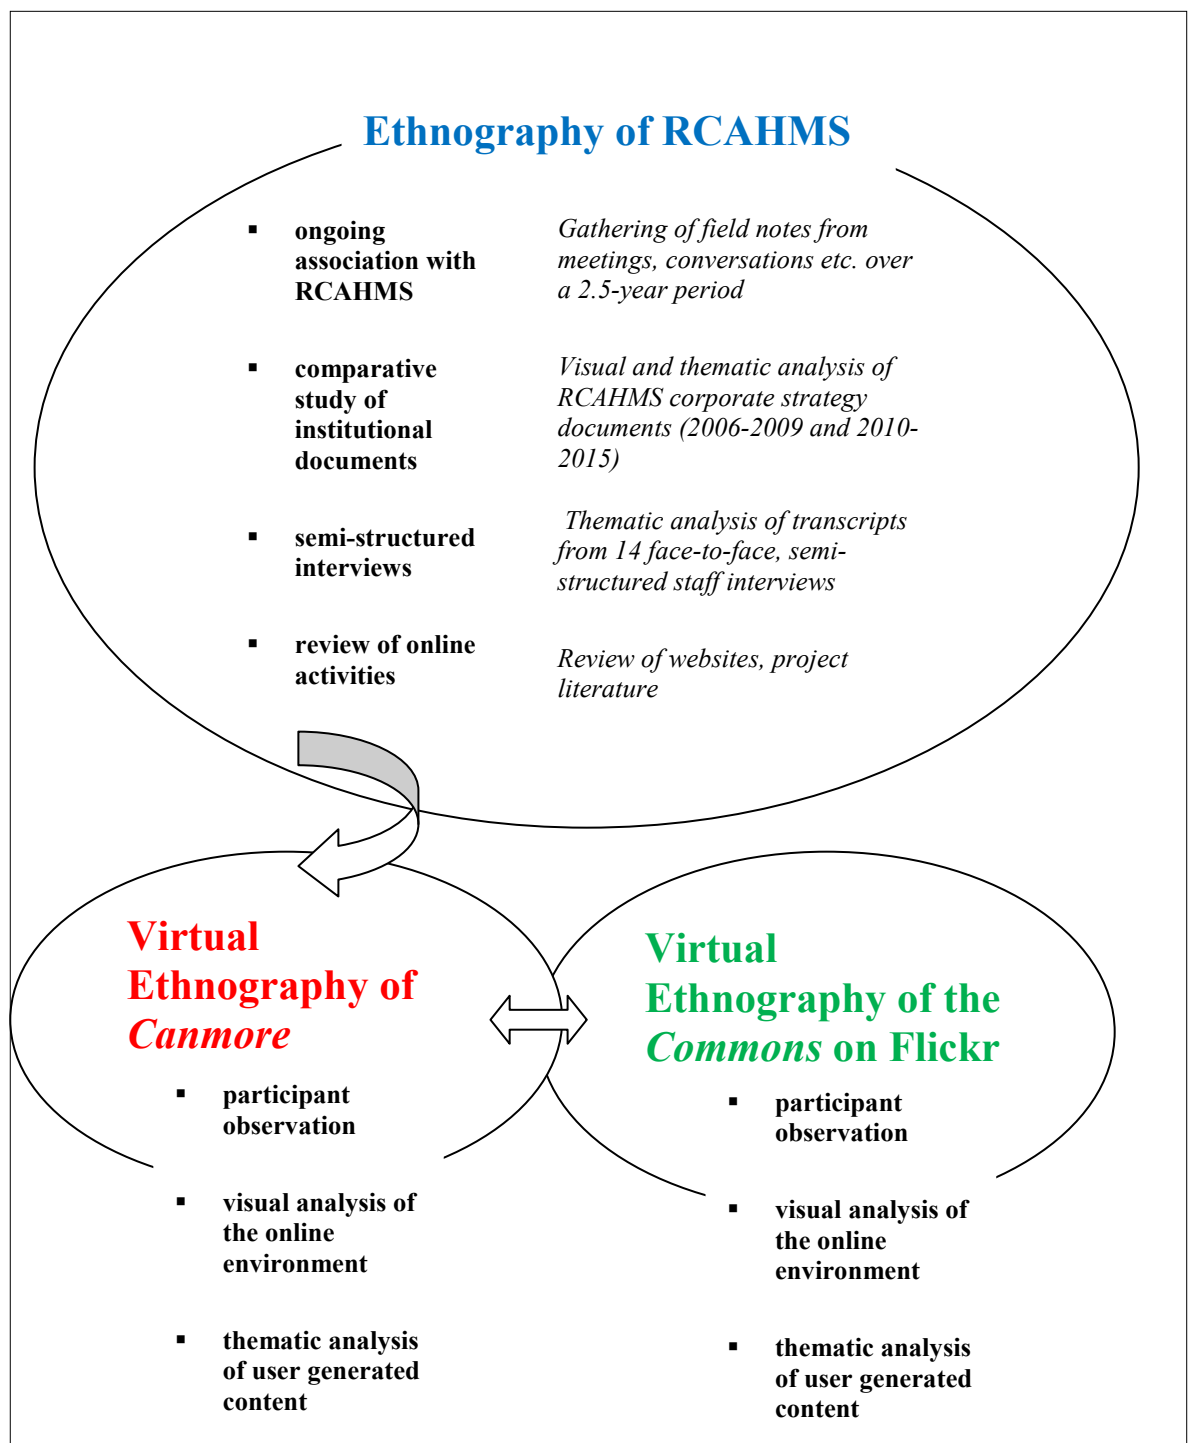 Ethnography of RCAHMS
▪ ongoing
association with
RCAHMS
Gathering of field notes from
meetings, conversations etc. over
a 2.5-year period
▪ comparative
study of
institutional
documents
Visual and thematic analysis of
RCAHMS corporate strategy
documents (2006-2009 and 2010-
2015)
▪ semi-structured
interviews
Thematic analysis of transcripts
from 14 face-to-face, semi-
structured staff interviews
▪ review of online
activities
Review of websites, project
literature
Virtual
Ethnography of
Canmore
▪ participant
observation
▪ visual analysis of
the online
environment
▪ thematic analysis
of user generated
content
Virtual
Ethnography of the
Commons on Flickr
▪ participant
observation
▪ visual analysis of
the online
environment
▪ thematic analysis
of user generated
content